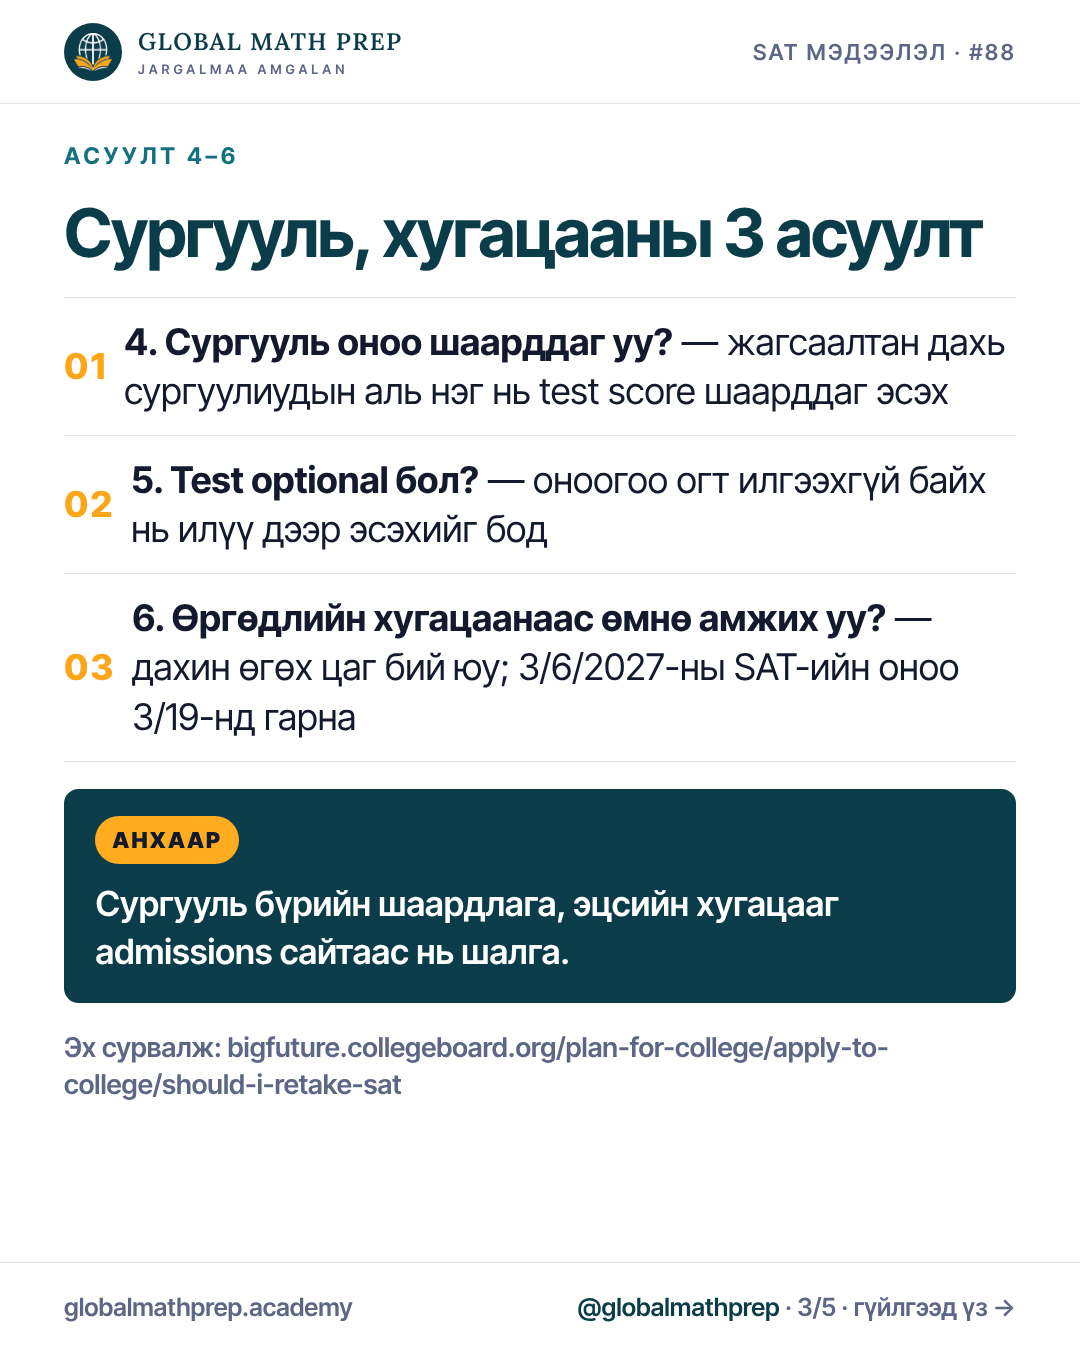 GLOBAL MATH PREP
JARGALMAA AMGALAN
SAT МЭДЭЭЛЭЛ · #88
АСУУЛТ 4–6
Сургууль, хугацааны 3 асуулт
01
4. Сургууль оноо шаарддаг уу? — жагсаалтан дахь
сургуулиудын аль нэг нь test score шаарддаг эсэх
02
5. Test optional бол? — оноогоо огт илгээхгүй байх
нь илүү дээр эсэхийг бод
03
6. Өргөдлийн хугацаанаас өмнө амжих уу? —
дахин өгөх цаг бий юу; 3/6/2027-ны SAT-ийн оноо
3/19-нд гарна
АНХААР
Сургууль бүрийн шаардлага, эцсийн хугацааг
admissions сайтаас нь шалга.
Эх сурвалж: bigfuture.collegeboard.org/plan-for-college/apply-to-
college/should-i-retake-sat
globalmathprep.academy
@globalmathprep · 3/5 · гүйлгээд үз →